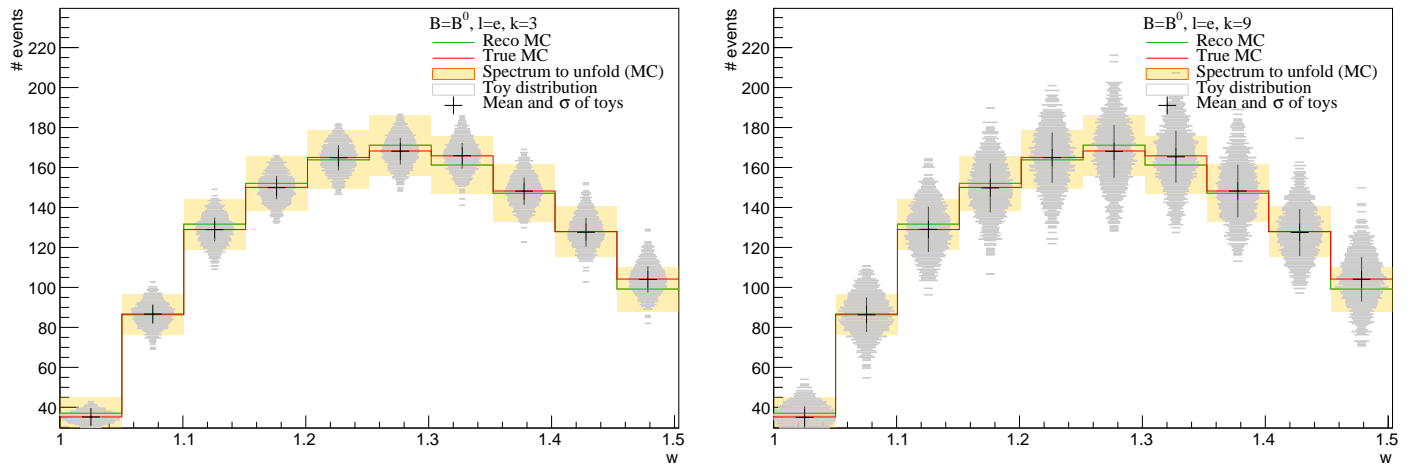 B=B⁰, l=e, k=3
Reco MC
True MC
Spectrum to unfold (MC)
Toy distribution
Mean and σ of toys
# events
220
200
180
160
140
120
100
80
60
40
1 1.1 1.2 1.3 1.4 1.5
w
B=B⁰, l=e, k=9
Reco MC
True MC
Spectrum to unfold (MC)
Toy distribution
Mean and σ of toys
# events
220
200
180
160
140
120
100
80
60
40
1 1.1 1.2 1.3 1.4 1.5
w